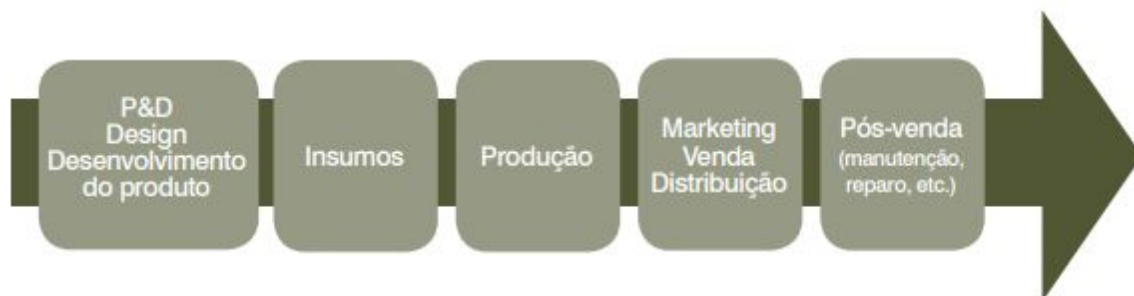 P&D
Design
Desenvolvimento
do produto
Insumos
Produção
Marketing
Venda
Distribuição
Pós-venda
(manutenção,
reparo, etc.)